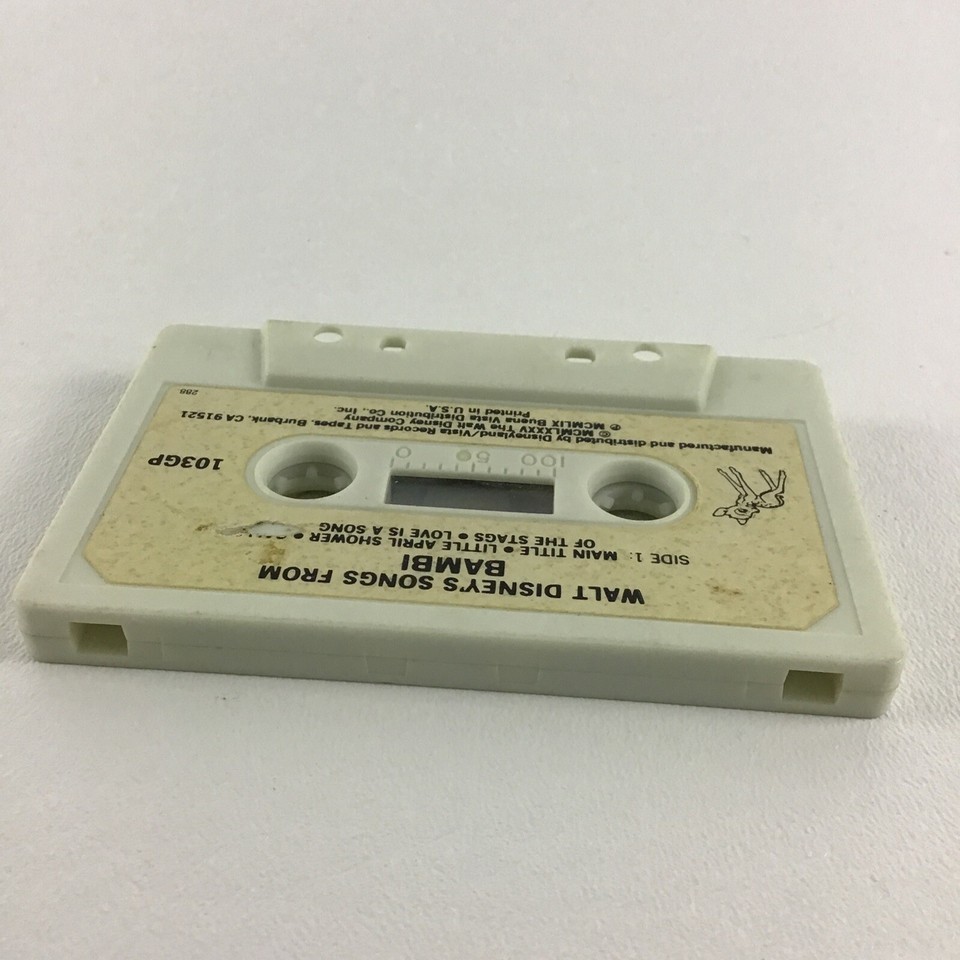 WALT DISNEY'S SONGS FROM
BAMBI
SIDE 1: MAIN TITLE • LITTLE APRIL SHOWER •
OF THE STAGS • LOVE IS A SONG
103GP
0 50 100
Manufactured and distributed by Disneyland/Vista Records and Tapes, Burbank, CA 91521
© MCMLXXXV The Walt Disney Company
℗ MCMLIX Buena Vista Distribution Co., Inc.
Printed in U.S.A.
288